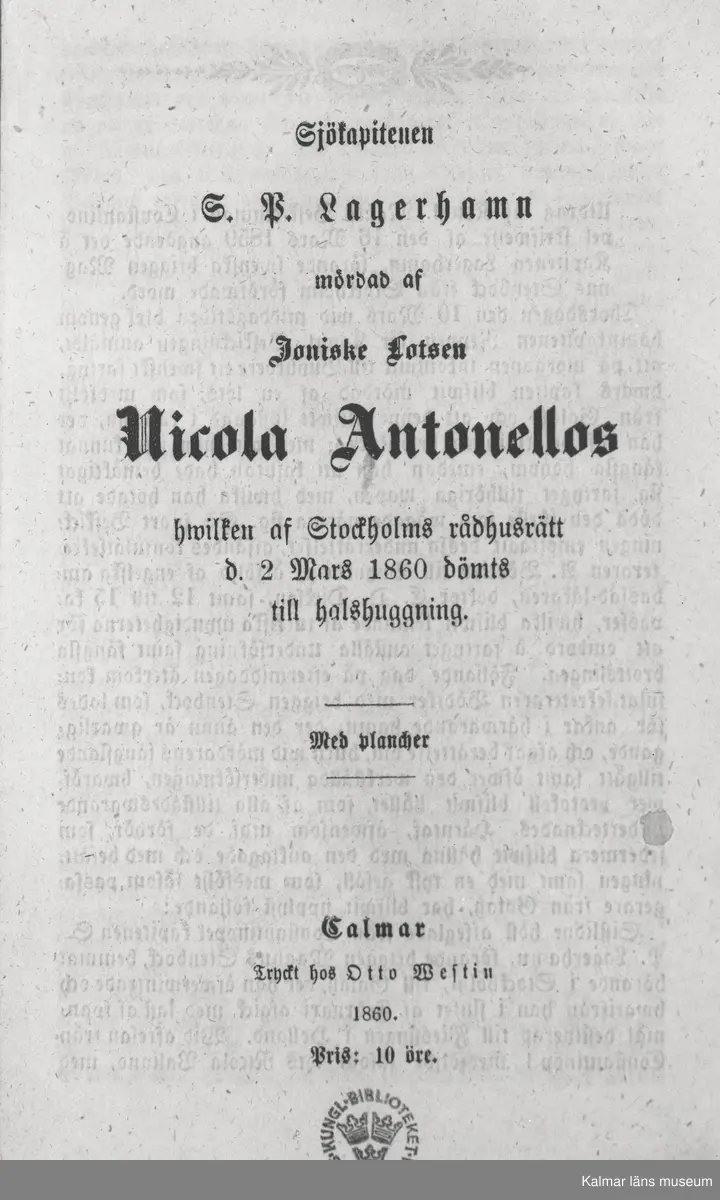 Sjökapitenen
S. P. Lagerhamn
mördad af
Joniske Lotsen
Nicola Antonellos
hwilken af Stockholms rådhusrätt
d. 2 Mars 1860 dömts
till halshuggning.
Med plancher
Calmar
Tryckt hos Otto Westin
1860.
Pris: 10 öre.
KUNGL. BIBLIOTEKET
Kalmar läns museum